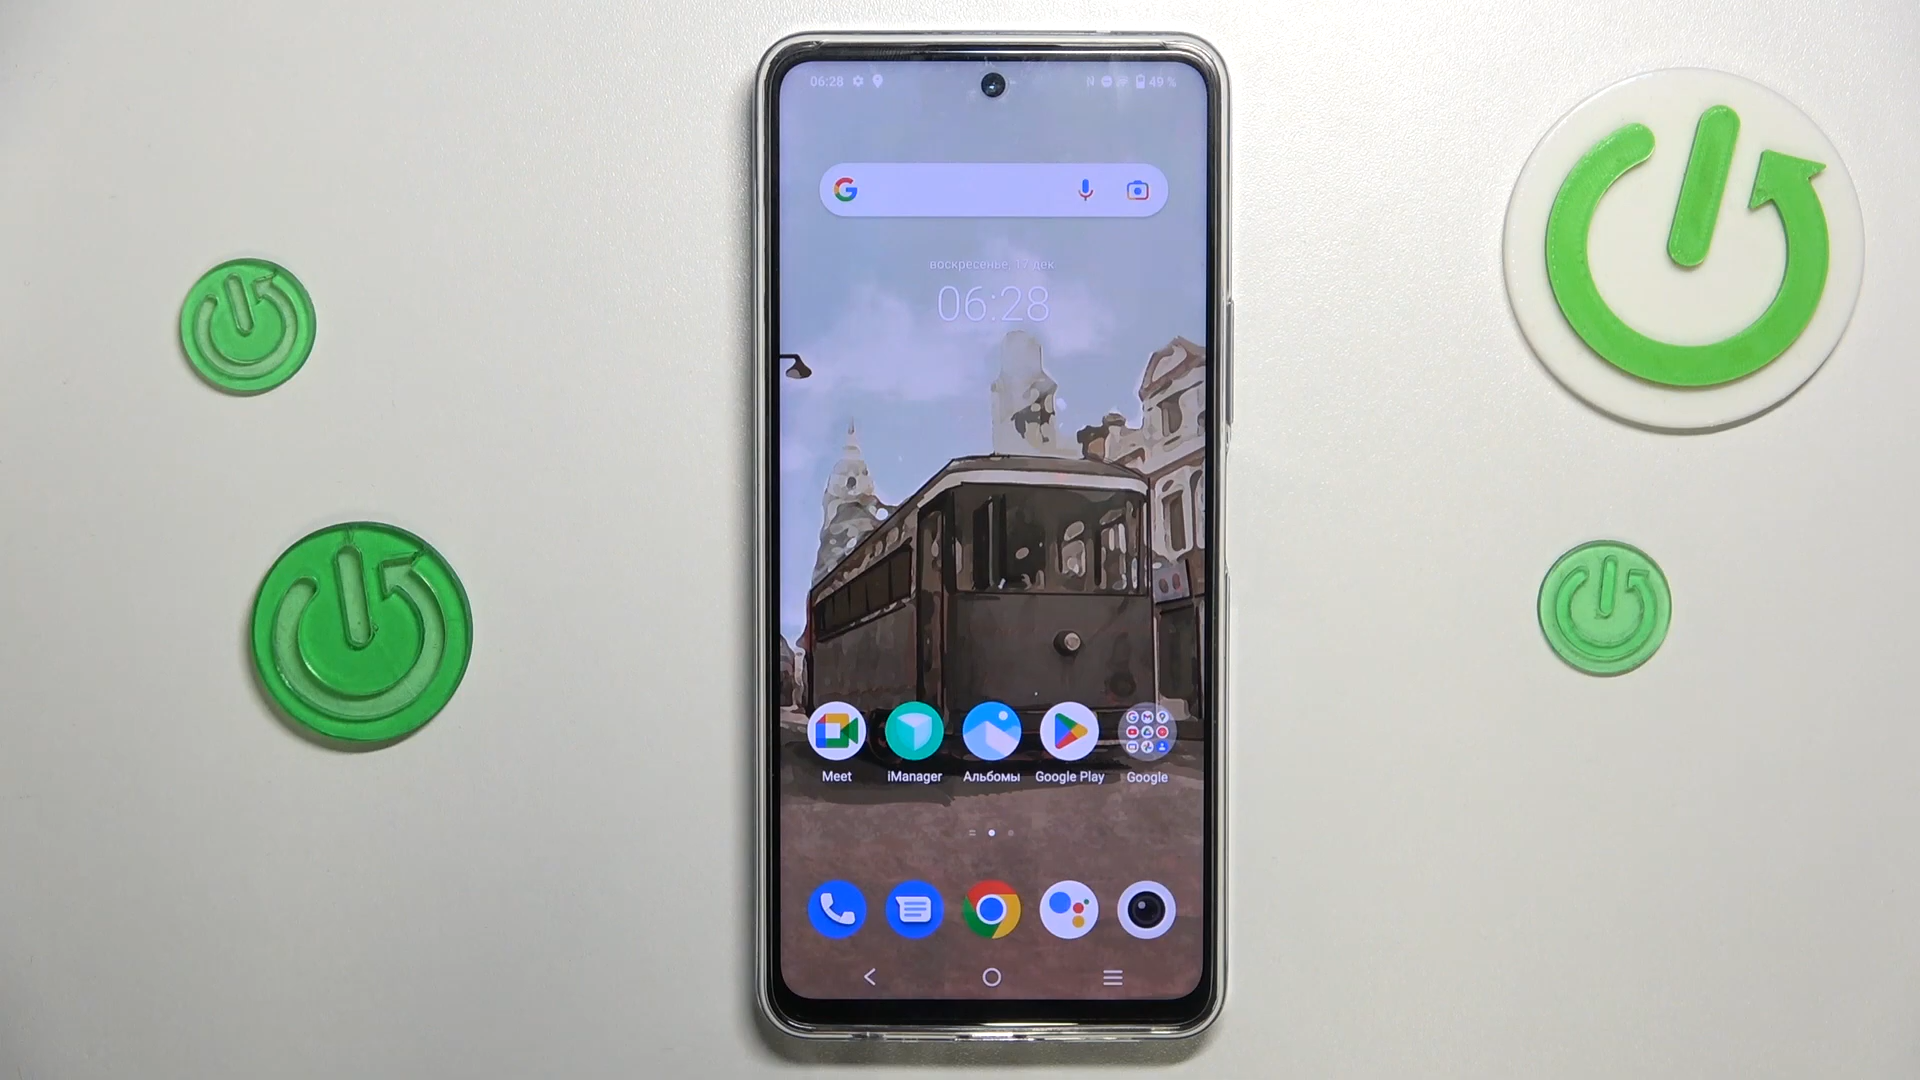 06:28
49 %
воскресенье, 17 дек.
06:28
Meet
iManager
Альбомы
Google Play
Google